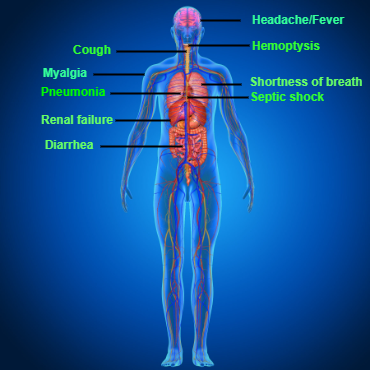 Headache/Fever
Hemoptysis
Cough
Myalgia
Shortness of breath
Pneumonia
Septic shock
Renal failure
Diarrhea